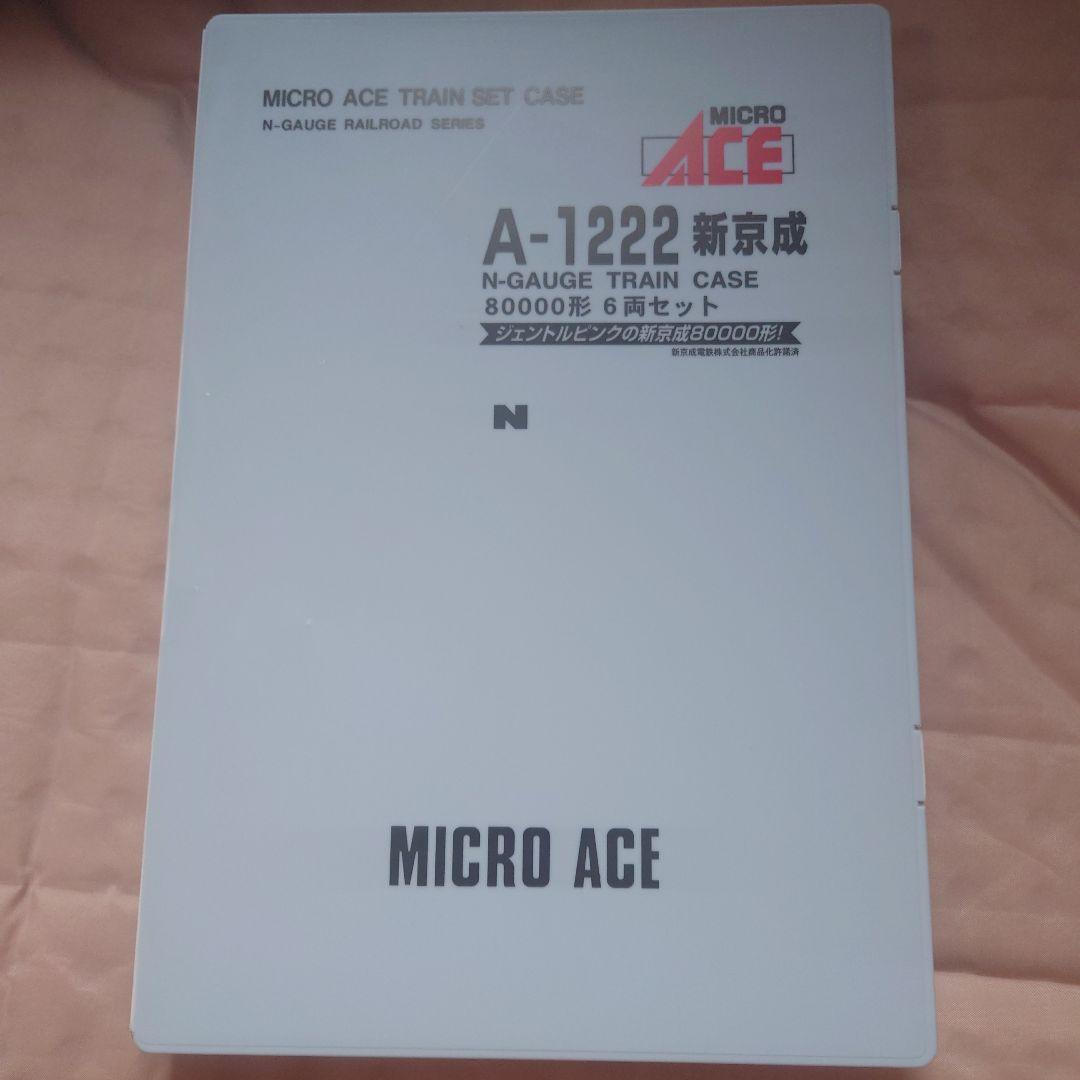 MICRO ACE TRAIN SET CASE
N-GAUGE RAILROAD SERIES
MICRO
ACE
A-1222 新京成
N-GAUGE TRAIN CASE
80000形 6両セット
ジェントルピンクの新京成80000形!
新京成電鉄株式会社商品化許諾済
N
MICRO ACE